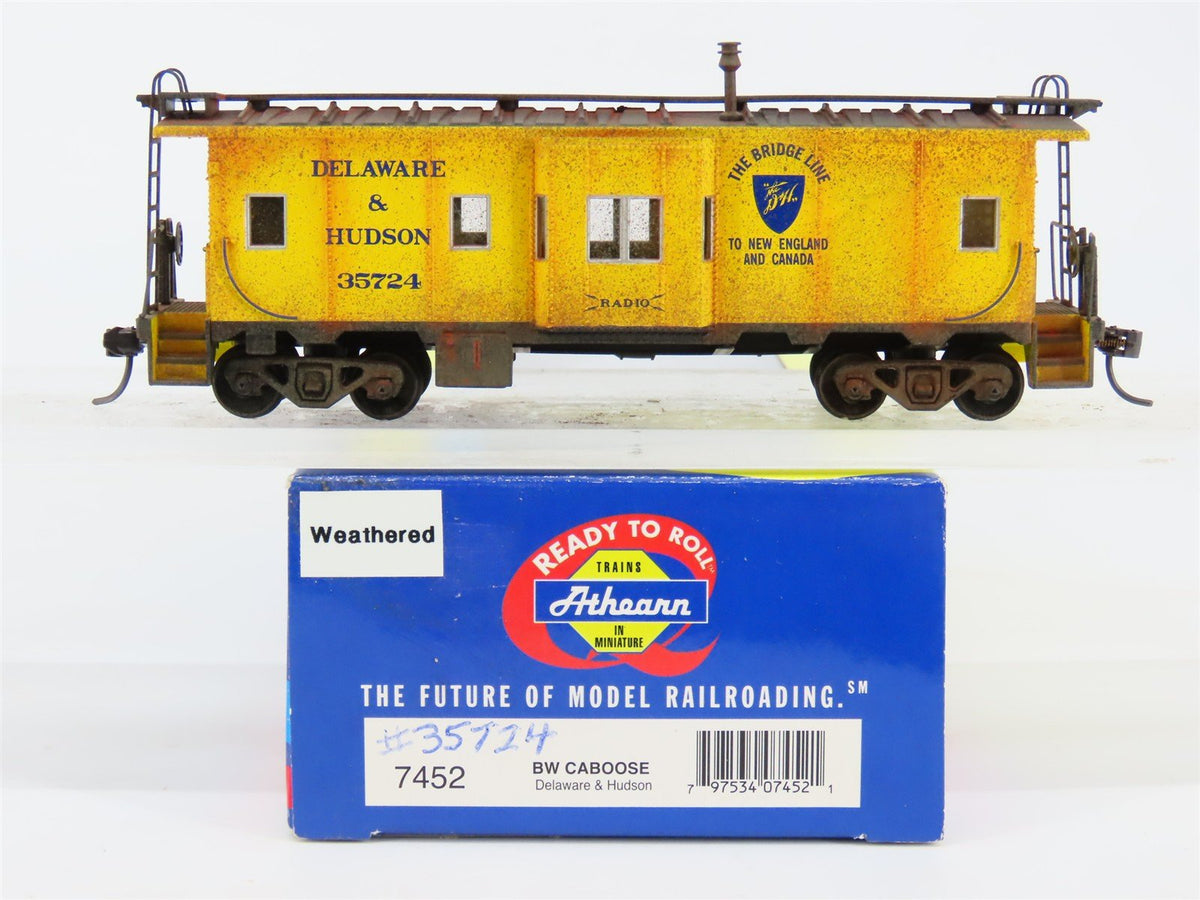 DELAWARE
&
HUDSON
35724
THE BRIDGE LINE
"The
D&H"
TO NEW ENGLAND
AND CANADA
RADIO
Weathered
READY TO ROLL™
TRAINS
Athearn
IN
MINIATURE
THE FUTURE OF MODEL RAILROADING.℠
#35724
7452
BW CABOOSE
Delaware & Hudson
7 97534 07452 1